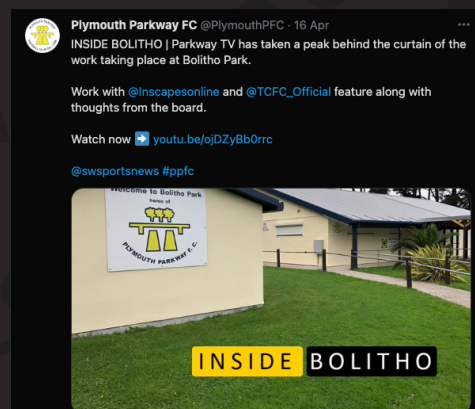 Plymouth Parkway FC @PlymouthPFC · 16 Apr
INSIDE BOLITHO | Parkway TV has taken a peak behind the curtain of the
work taking place at Bolitho Park.
Work with @Inscapesonline and @TCFC_Official feature along with
thoughts from the board.
Watch now ➡️ youtu.be/ojDZyBb0rrc
@swsportsnews #ppfc
Welcome to Bolitho Park
home of
PLYMOUTH PARKWAY F.C.
INSIDE BOLITHO